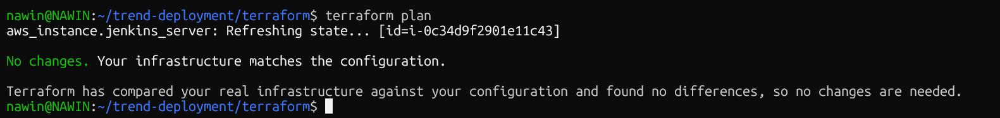 nawin@NAWIN:~/trend-deployment/terraform$ terraform plan
aws_instance.jenkins_server: Refreshing state... [id=i-0c34d9f2901e11c43]
No changes. Your infrastructure matches the configuration.
Terraform has compared your real infrastructure against your configuration and found no differences, so no changes are needed.
nawin@NAWIN:~/trend-deployment/terraform$